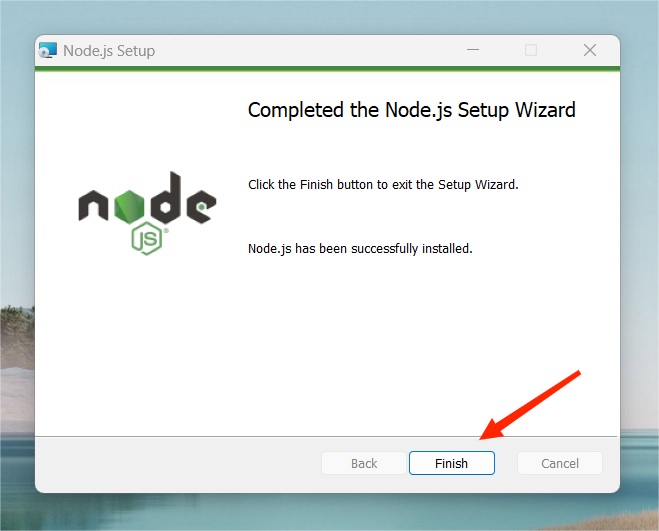 Node.js Setup
Completed the Node.js Setup Wizard
Click the Finish button to exit the Setup Wizard.
node
JS®
Node.js has been successfully installed.
Back
Finish
Cancel